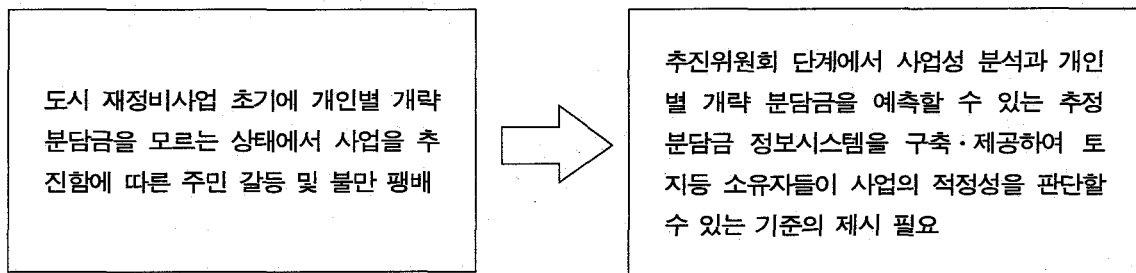 도시 재정비사업 초기에 개인별 개략
분담금을 모르는 상태에서 사업을 추
진함에 따른 주민 갈등 및 불만 팽배
추진위원회 단계에서 사업성 분석과 개인
별 개략 분담금을 예측할 수 있는 추정
분담금 정보시스템을 구축·제공하여 토
지등 소유자들이 사업의 적정성을 판단할
수 있는 기준의 제시 필요